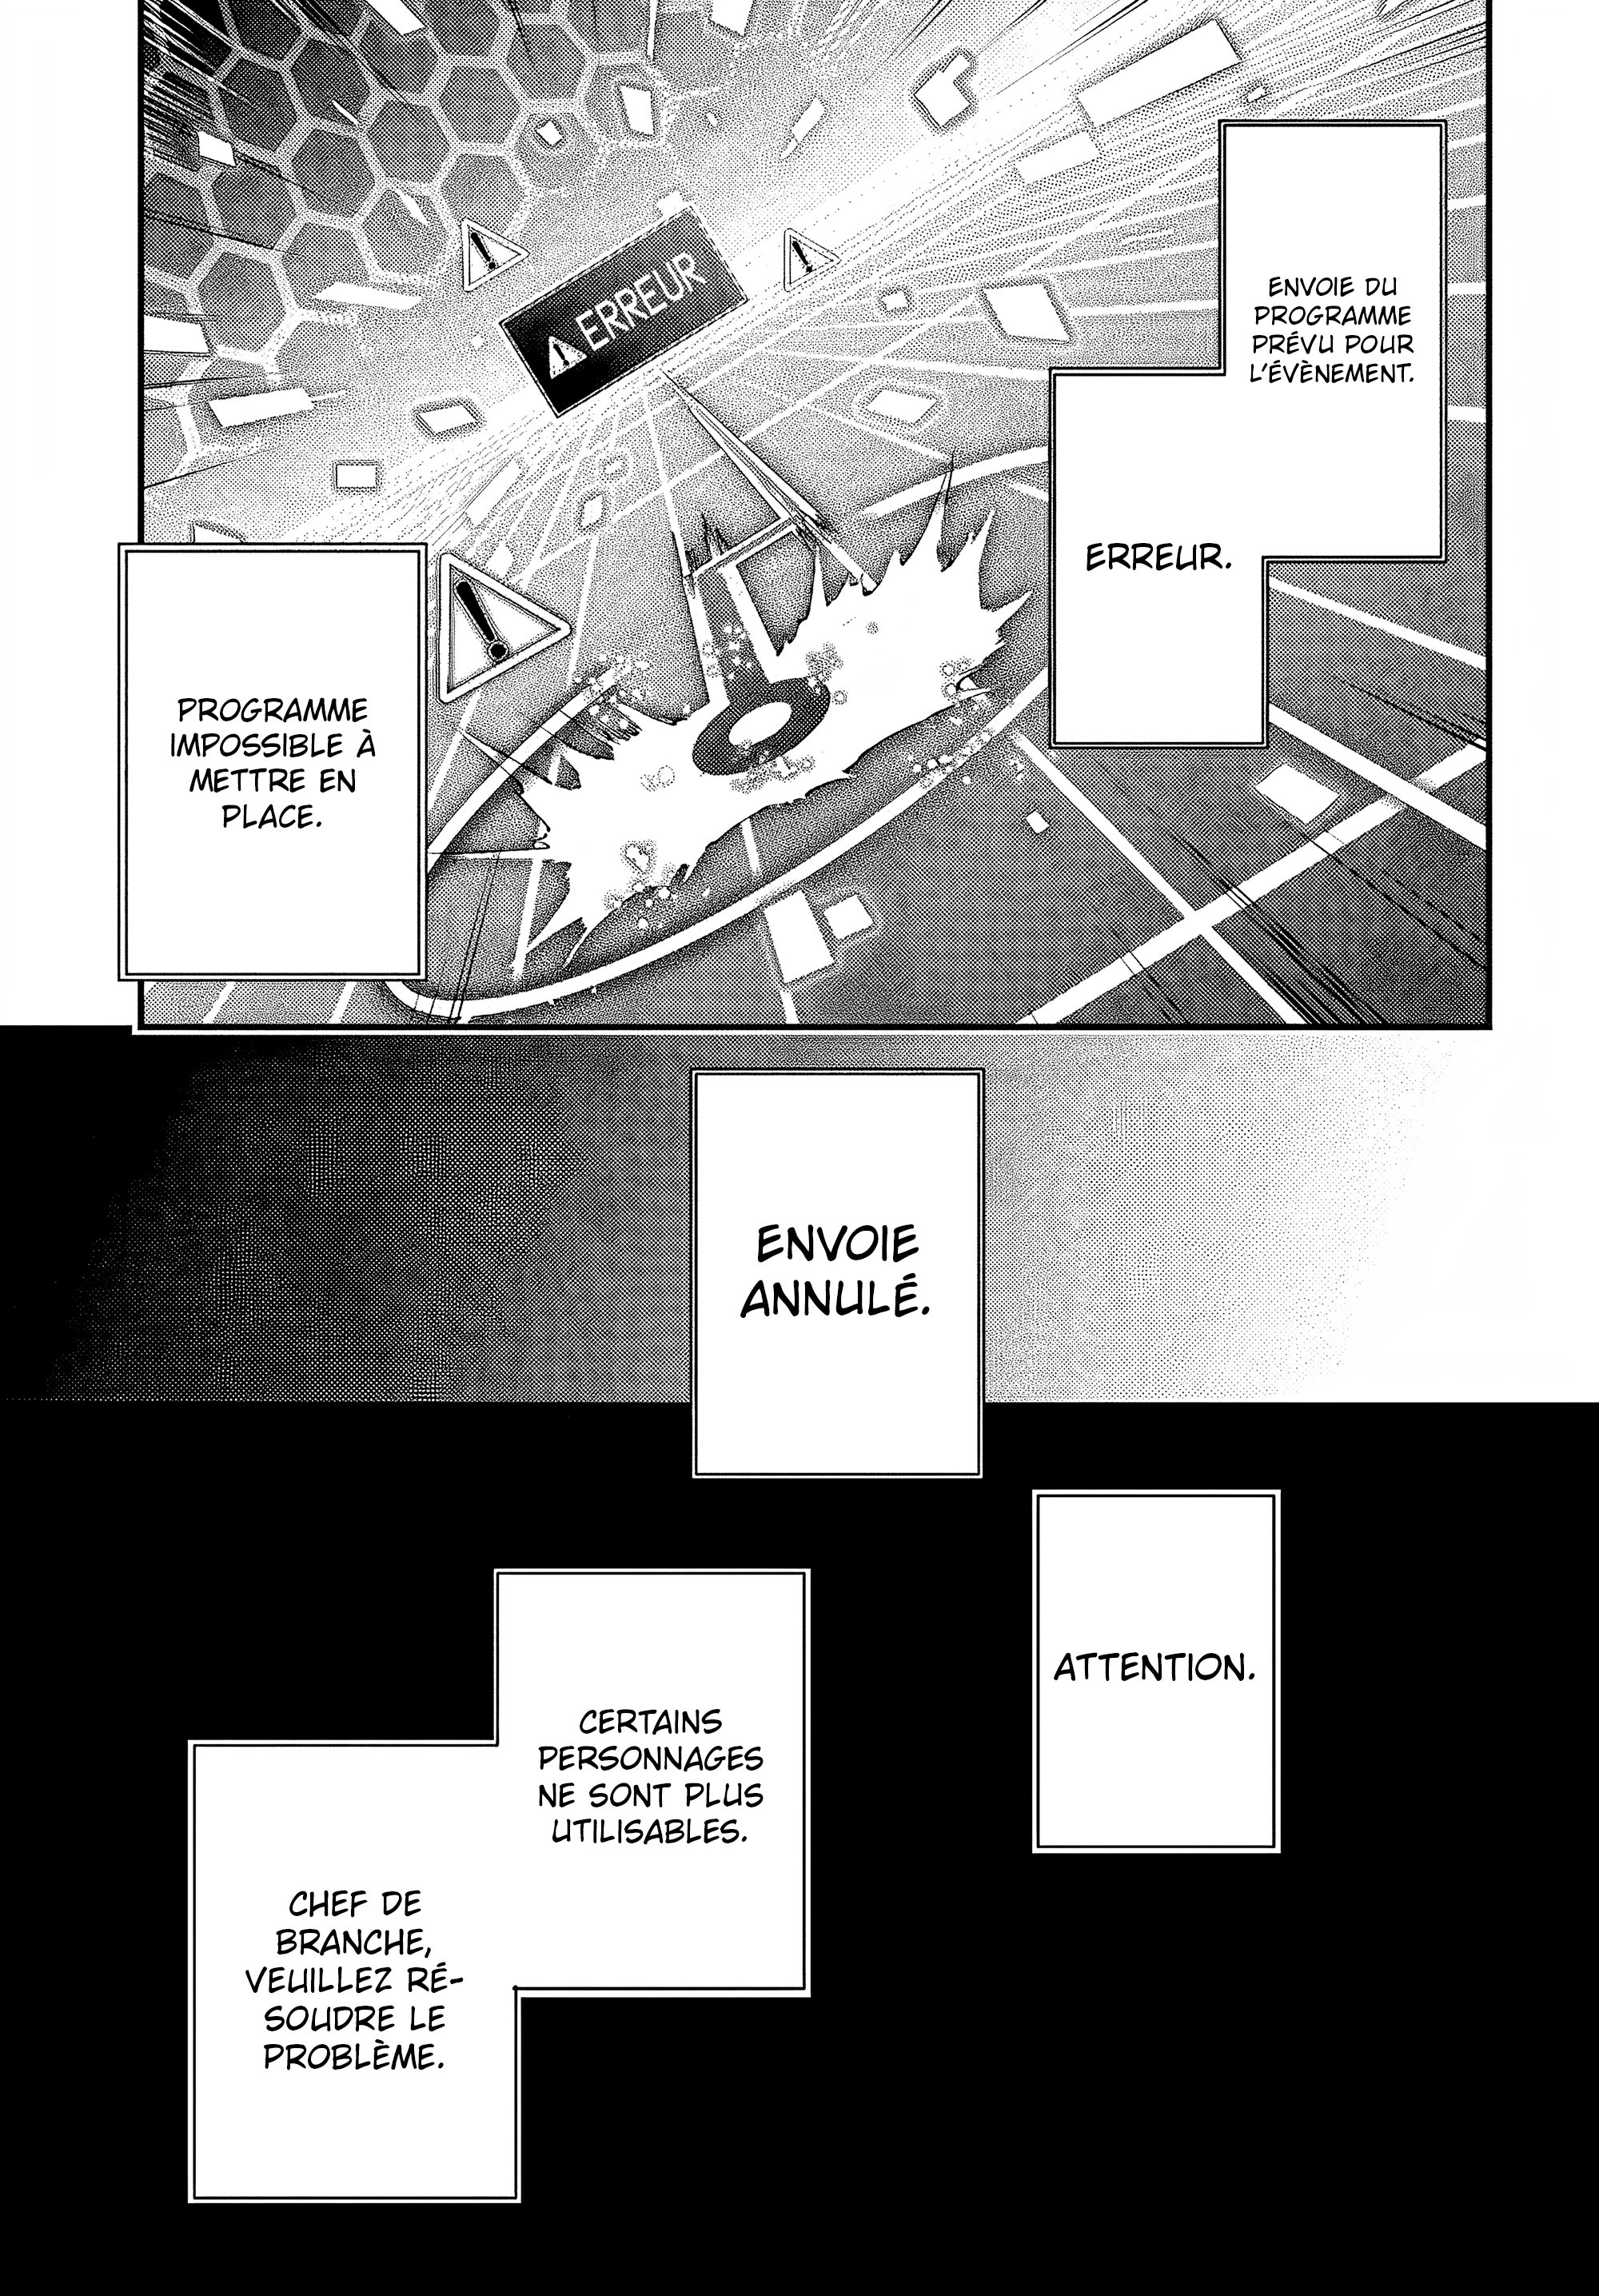 ENVOIE DU
PROGRAMME
PRÉVU POUR
L'ÉVÈNEMENT.
ERREUR.
ERREUR
PROGRAMME
IMPOSSIBLE À
METTRE EN
PLACE.
ENVOIE
ANNULÉ.
ATTENTION.
CERTAINS
PERSONNAGES
NE SONT PLUS
UTILISABLES.
CHEF DE
BRANCHE,
VEUILLEZ RÉ-
SOUDRE LE
PROBLÈME.